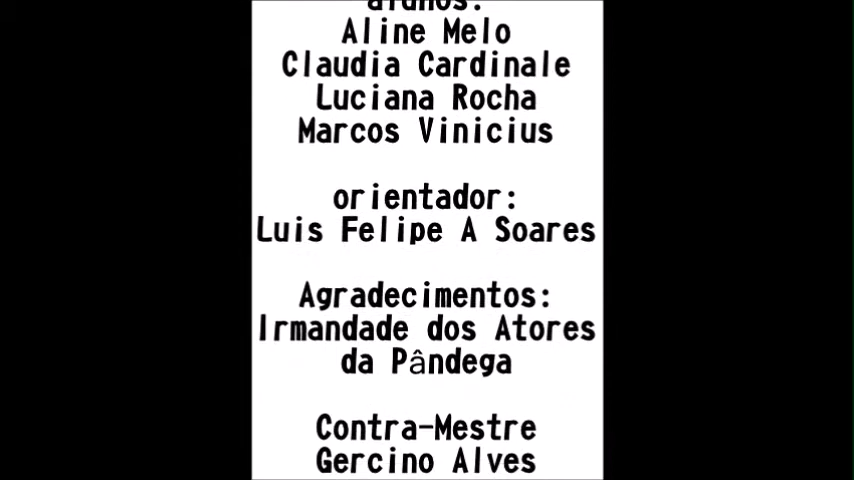 alunos:
Aline Melo
Claudia Cardinale
Luciana Rocha
Marcos Vinicius
orientador:
Luis Felipe A Soares
Agradecimentos:
Irmandade dos Atores
da Pândega
Contra-Mestre
Gercino Alves